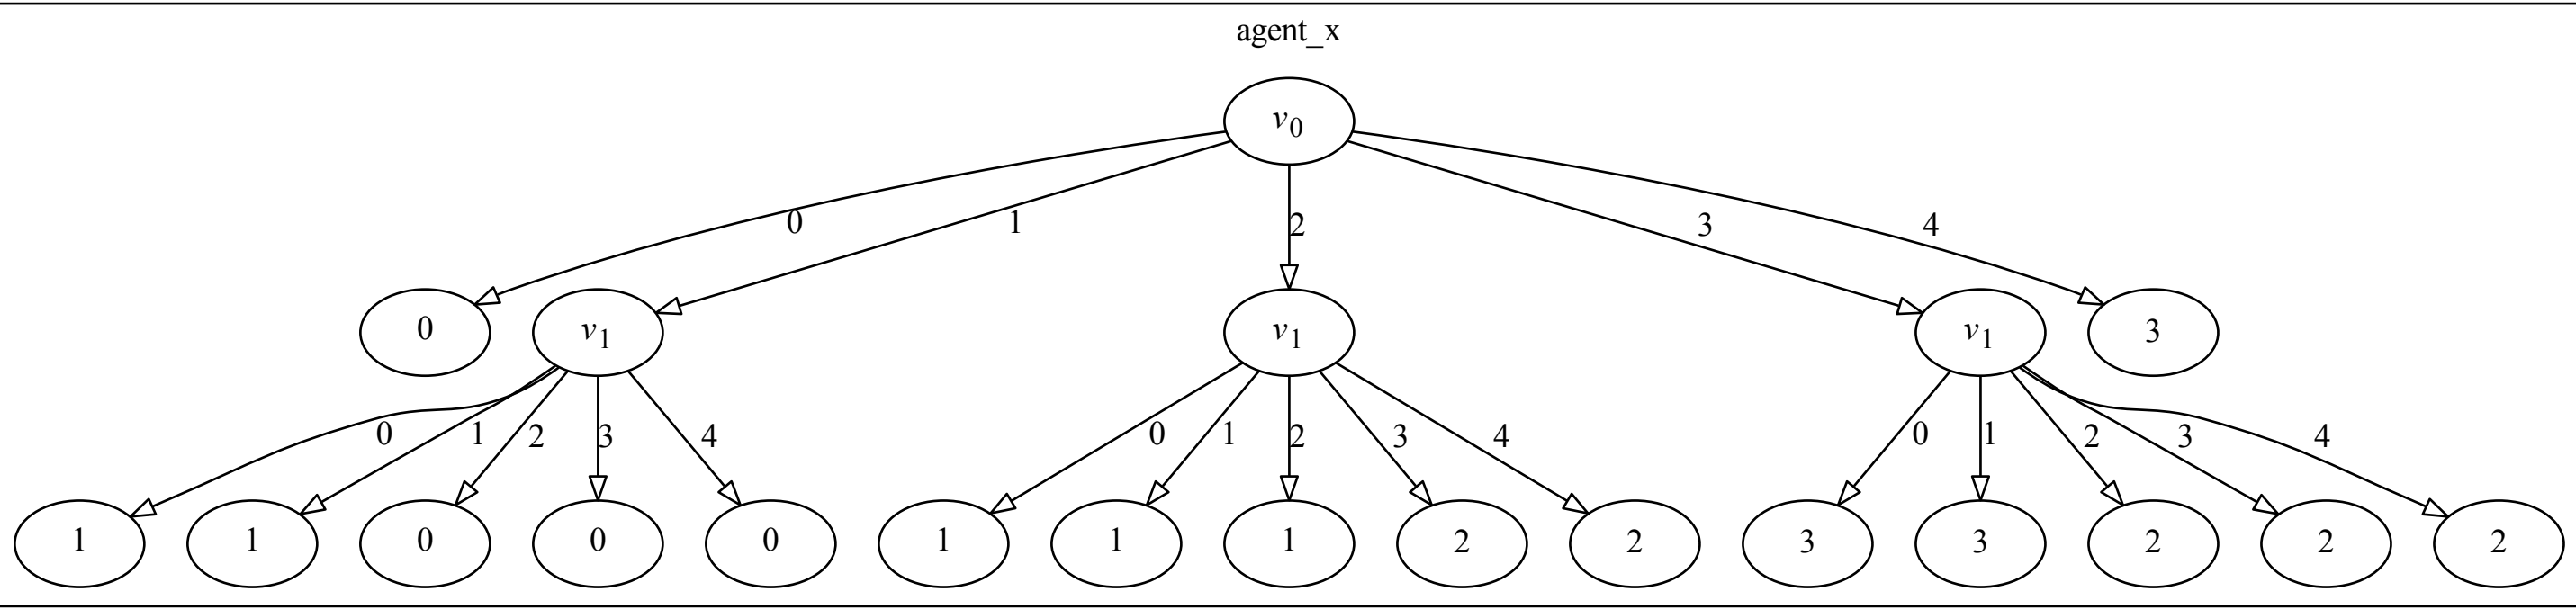 agent_x
v0
0 1 2 3 4
0 v1 v1 v1 3
0 1 2 3 4 0 1 2 3 4 0 1 2 3 4
1 1 0 0 0 1 1 1 2 2 3 3 2 2 2